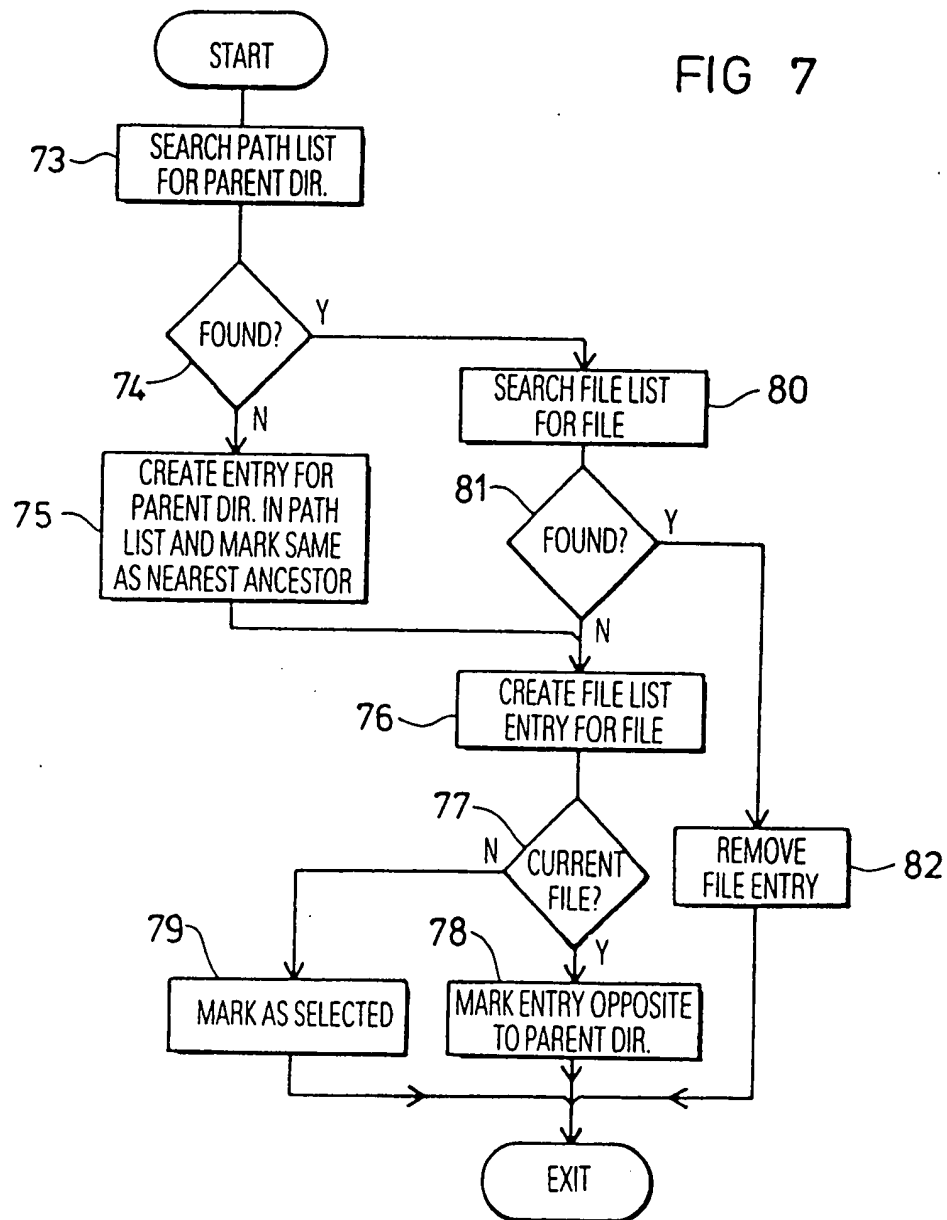 START
FIG 7
73
SEARCH PATH LIST
FOR PARENT DIR.
FOUND?
Y
74
N
SEARCH FILE LIST
FOR FILE
80
75
CREATE ENTRY FOR
PARENT DIR. IN PATH
LIST AND MARK SAME
AS NEAREST ANCESTOR
81
FOUND?
Y
N
76
CREATE FILE LIST
ENTRY FOR FILE
77
N
CURRENT
FILE?
Y
REMOVE
FILE ENTRY
82
79
MARK AS SELECTED
78
MARK ENTRY OPPOSITE
TO PARENT DIR.
EXIT